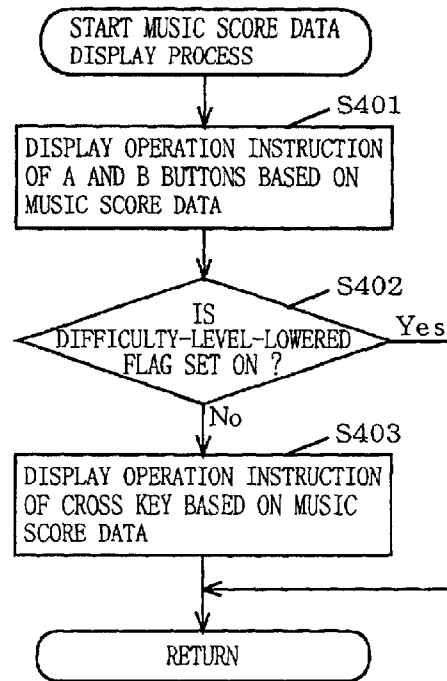 START MUSIC SCORE DATA
DISPLAY PROCESS
S401
DISPLAY OPERATION INSTRUCTION
OF A AND B BUTTONS BASED ON
MUSIC SCORE DATA
S402
IS
DIFFICULTY-LEVEL-LOWERED
FLAG SET ON ?
Yes
No
S403
DISPLAY OPERATION INSTRUCTION
OF CROSS KEY BASED ON MUSIC
SCORE DATA
RETURN